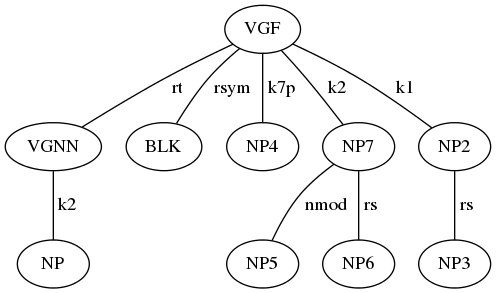 VGF
rt rsym k7p k2 k1
VGNN BLK NP4 NP7 NP2
k2 nmod rs rs
NP NP5 NP6 NP3